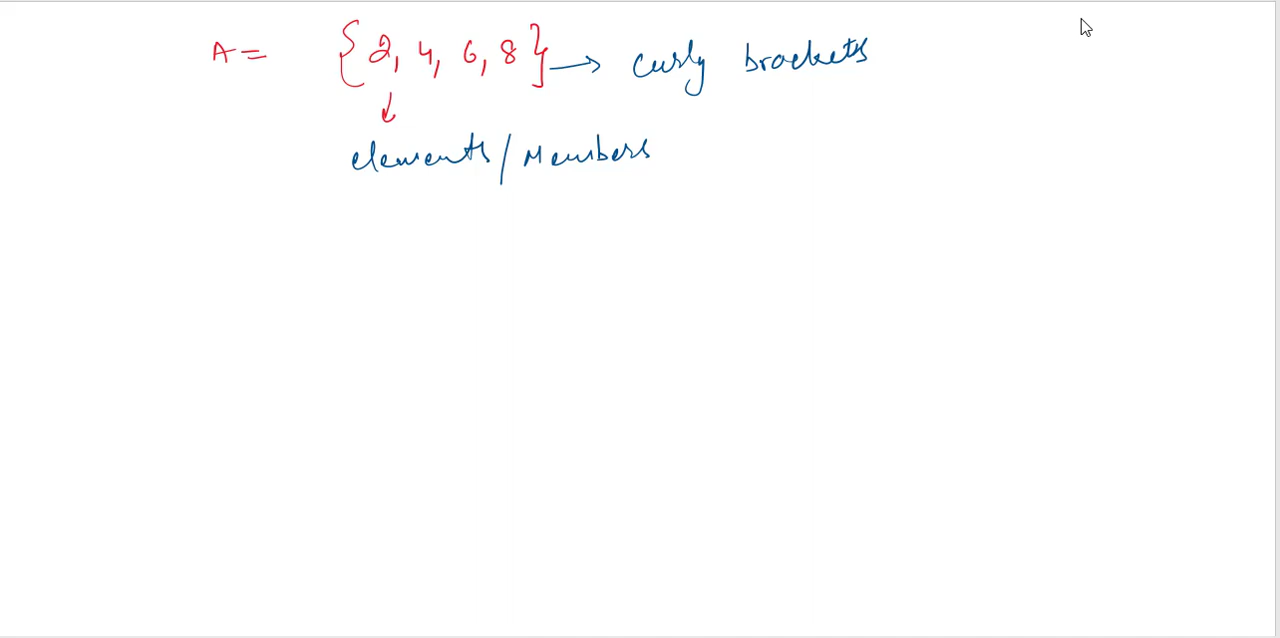 A = {2, 4, 6, 8} → curly brackets
↓
elements/Members